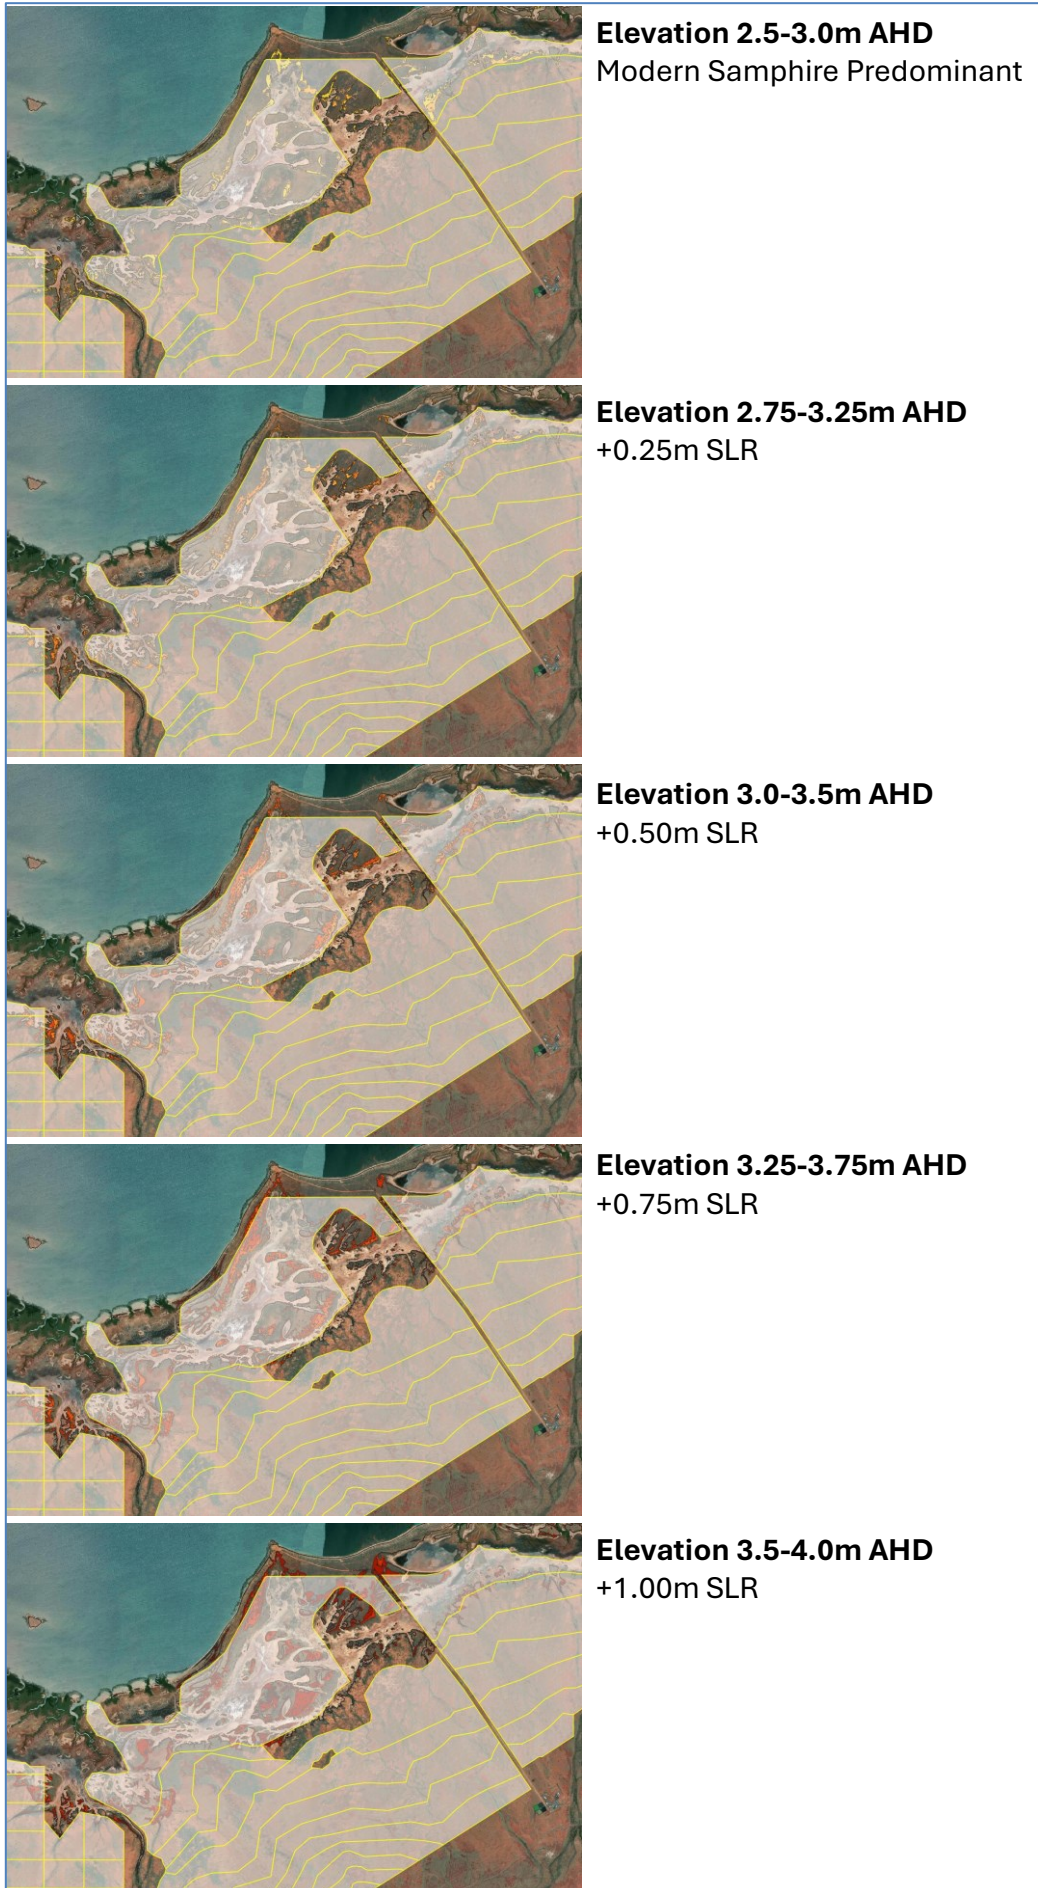 Elevation 2.5-3.0m AHD
Modern Samphire Predominant
Elevation 2.75-3.25m AHD
+0.25m SLR
Elevation 3.0-3.5m AHD
+0.50m SLR
Elevation 3.25-3.75m AHD
+0.75m SLR
Elevation 3.5-4.0m AHD
+1.00m SLR